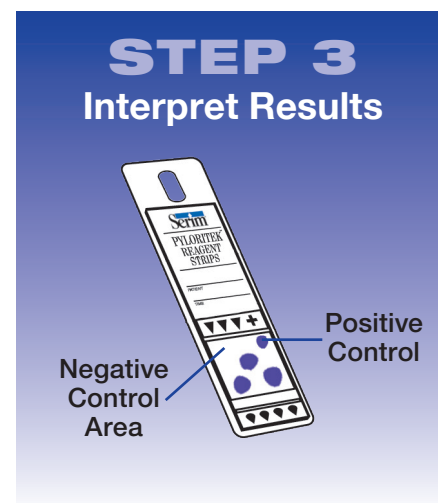 STEP 3
Interpret Results
Serim
PYLORITEK
REAGENT
STRIPS
PATIENT
TIME
Positive
Control
Negative
Control
Area